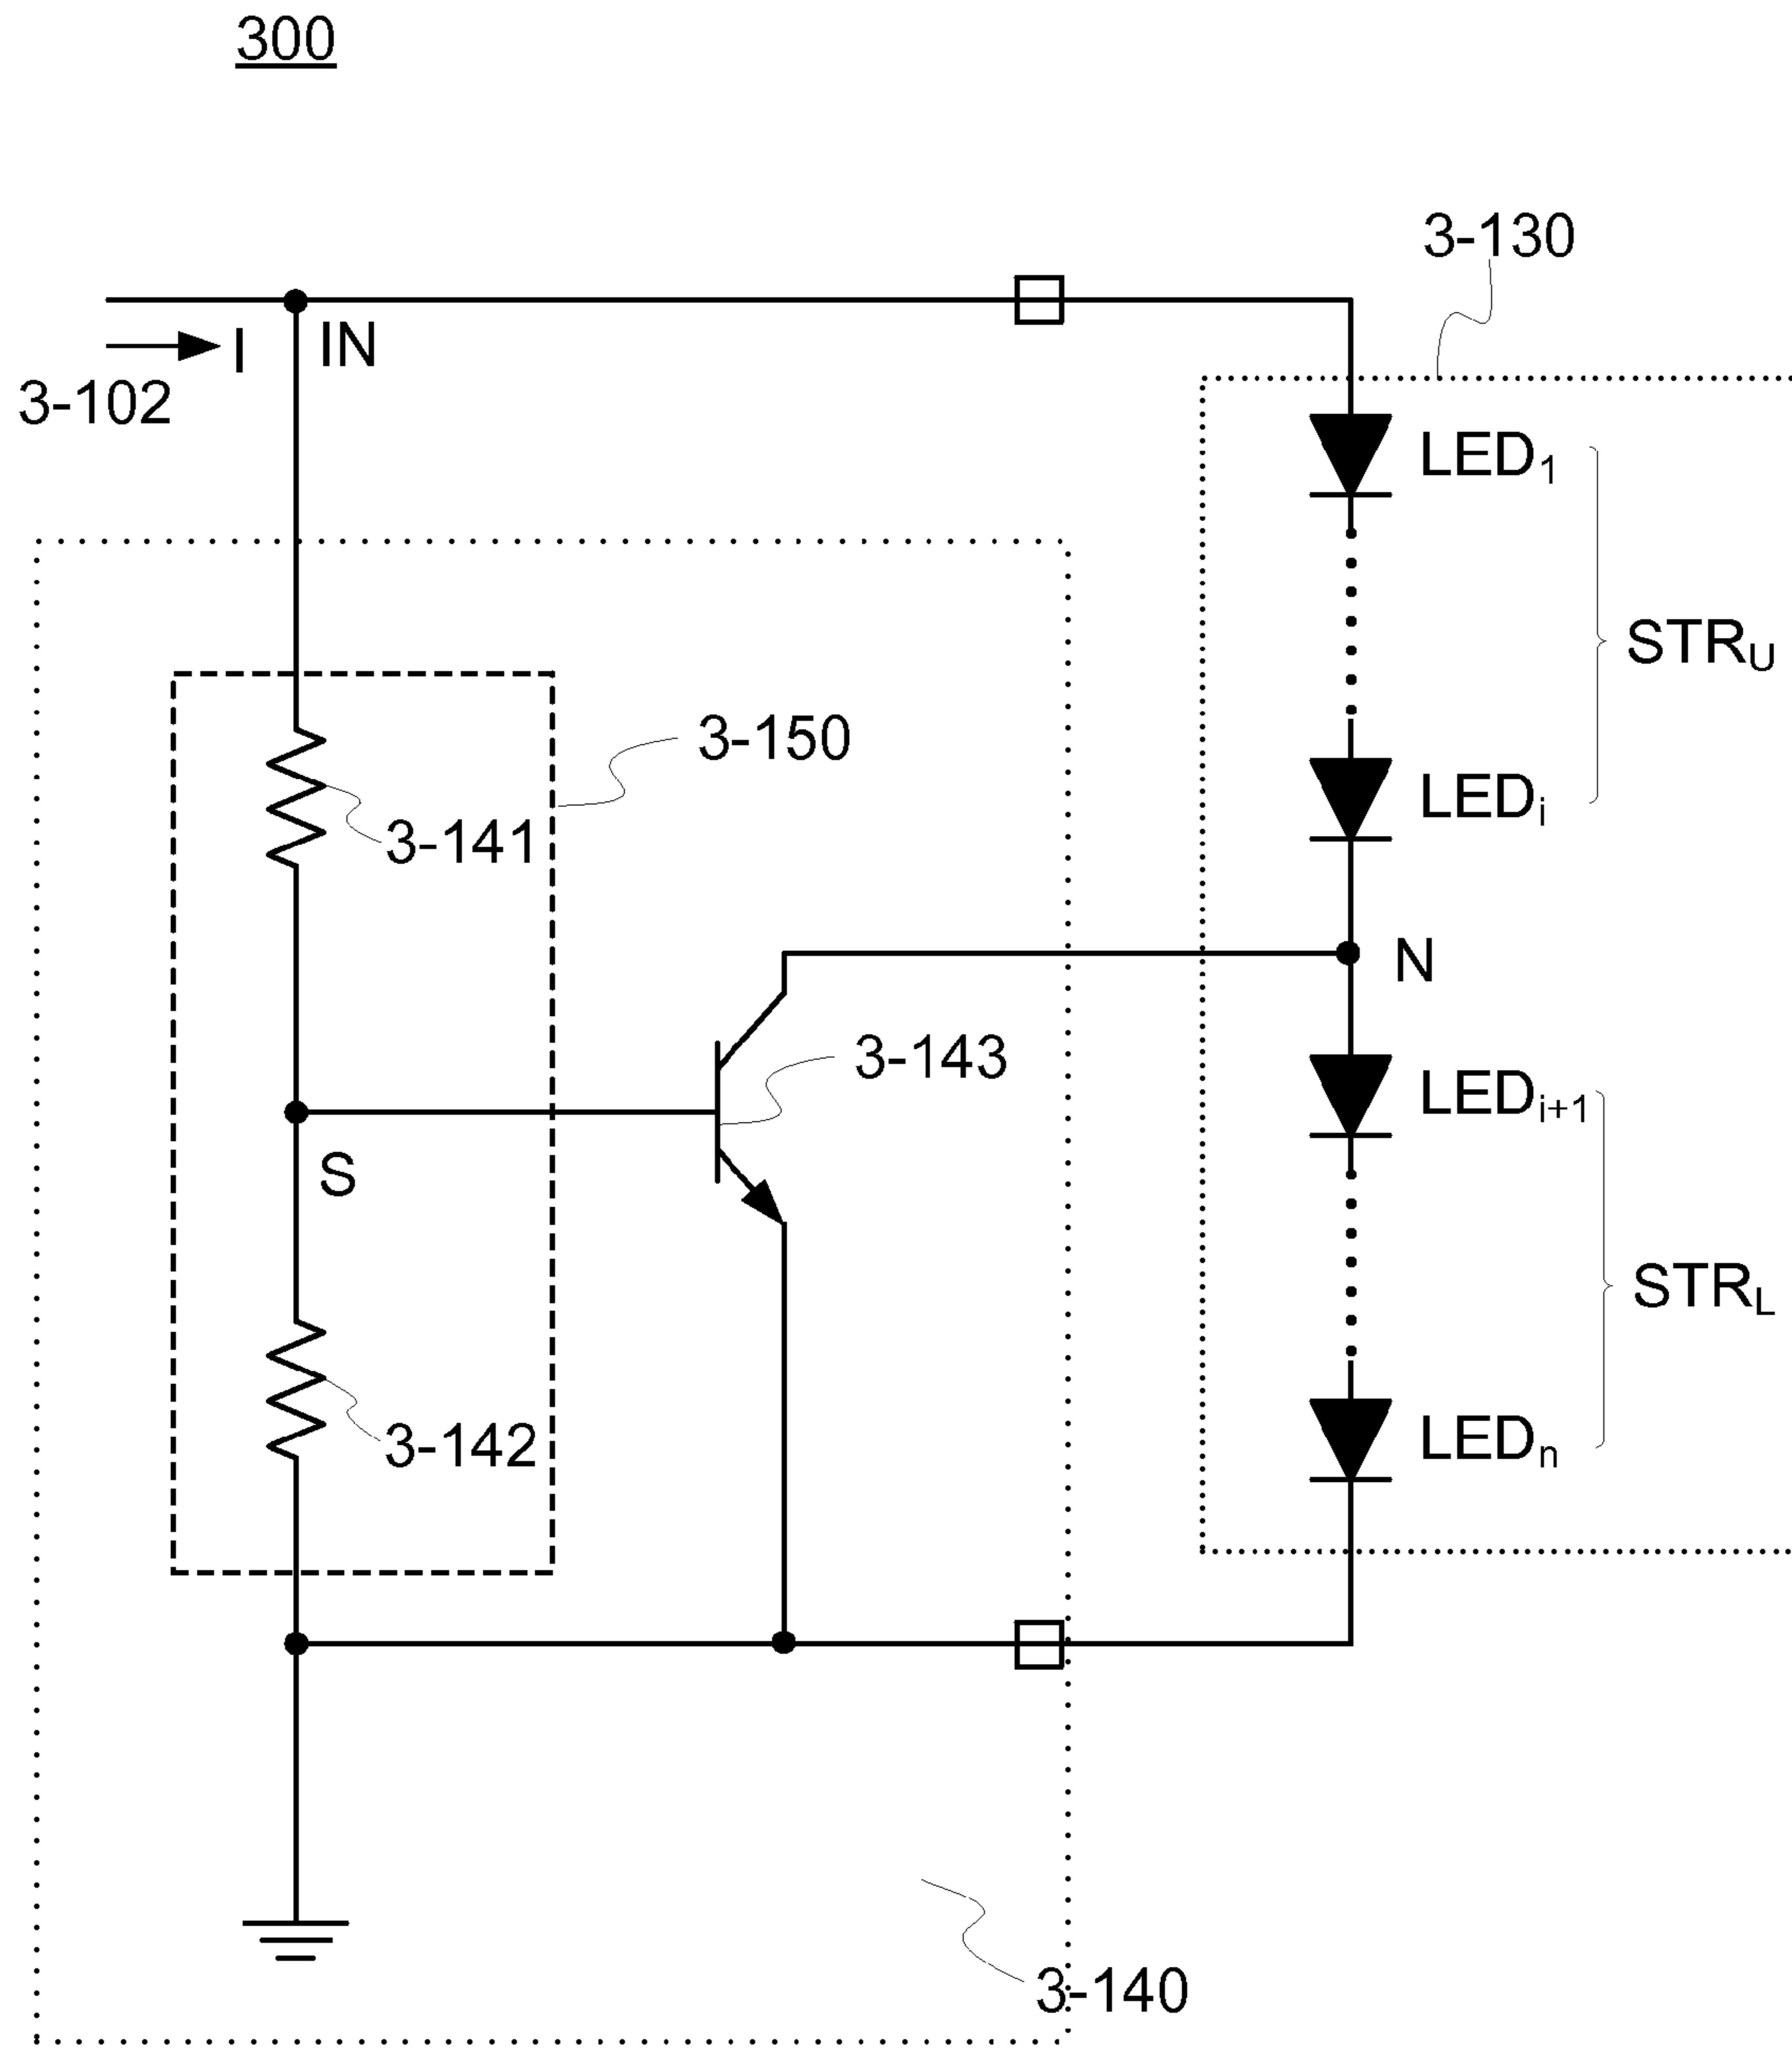 300
3-130
I
IN
3-102
LED1
STRU
3-150
LEDi
3-141
N
3-143
LEDi+1
S
STRL
3-142
LEDn
3-140